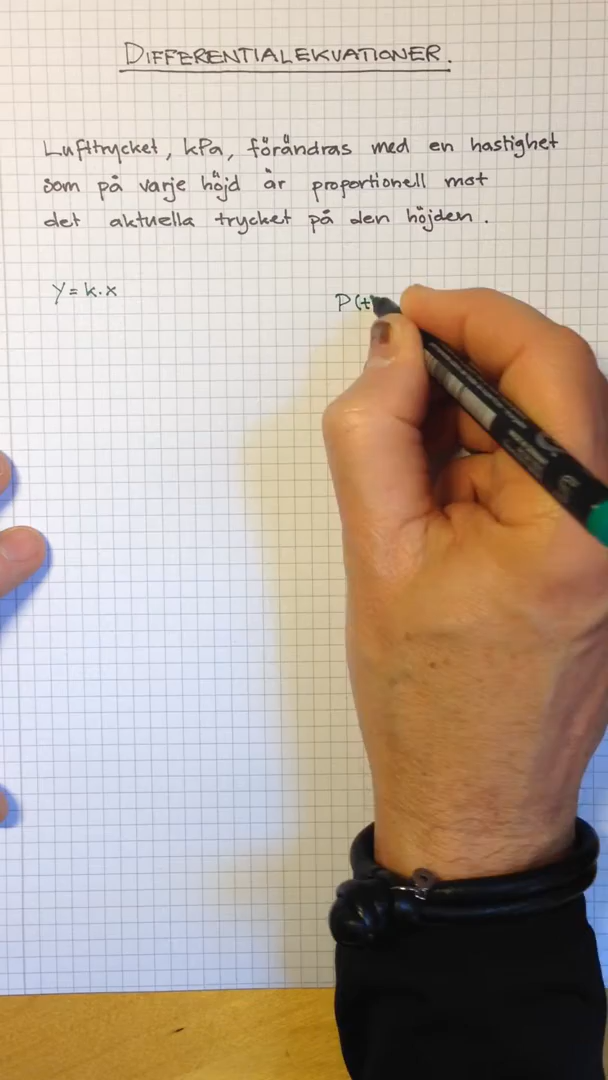 DIFFERENTIALEKVATIONER.
Lufttrycket, kPa, förändras med en hastighet
som på varje höjd är proportionell mot
det aktuella trycket på den höjden.
y = k·x
P(t